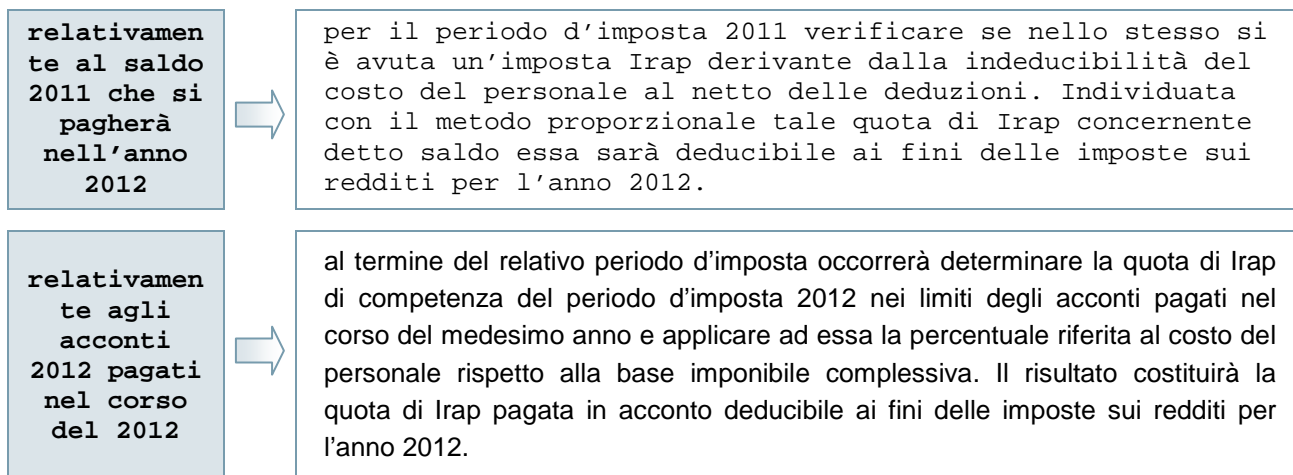 relativamen
te al saldo
2011 che si
pagherà
nell'anno
2012
per il periodo d'imposta 2011 verificare se nello stesso si
è avuta un'imposta Irap derivante dalla indeducibilità del
costo del personale al netto delle deduzioni. Individuata
con il metodo proporzionale tale quota di Irap concernente
detto saldo essa sarà deducibile ai fini delle imposte sui
redditi per l'anno 2012.
relativamen
te agli
acconti
2012 pagati
nel corso
del 2012
al termine del relativo periodo d'imposta occorrerà determinare la quota di Irap
di competenza del periodo d'imposta 2012 nei limiti degli acconti pagati nel
corso del medesimo anno e applicare ad essa la percentuale riferita al costo del
personale rispetto alla base imponibile complessiva. Il risultato costituirà la
quota di Irap pagata in acconto deducibile ai fini delle imposte sui redditi per
l'anno 2012.